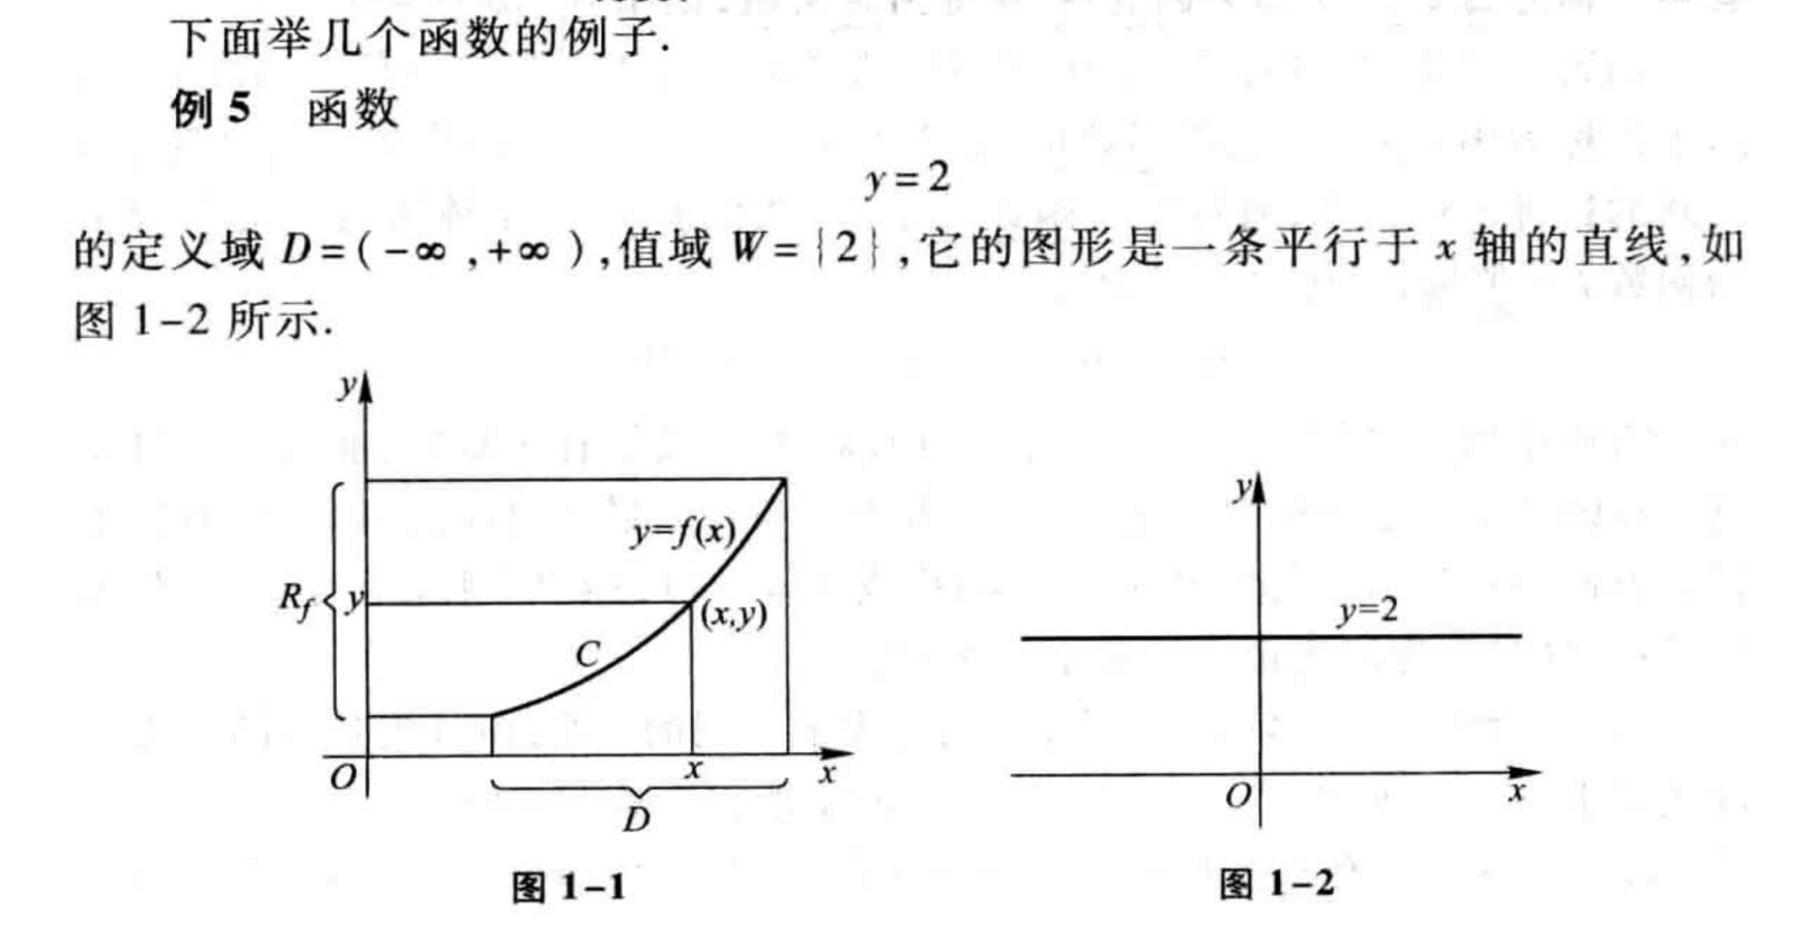 下面举几个函数的例子.
例 5 函数
y=2
的定义域 D=(-∞,+∞),值域 W={2},它的图形是一条平行于 x 轴的直线,如
图 1-2 所示.
y
y=f(x)
R_f
y
(x,y)
C
O
x
x
D
图 1-1
y
y=2
O
x
图 1-2